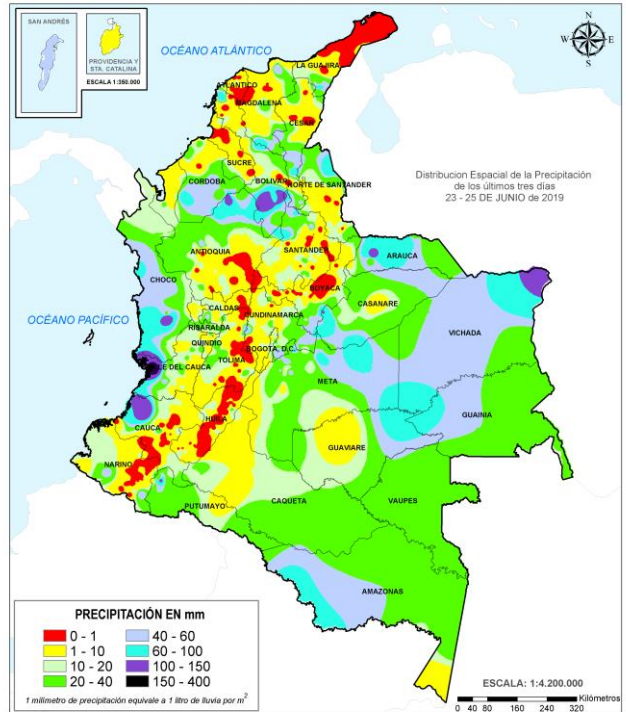 SAN ANDRÉS
PROVIDENCIA Y
STA. CATALINA
ESCALA 1:350.000
OCÉANO ATLÁNTICO
N
W
E
S
LA GUAJIRA
ATLANTICO
MAGDALENA
CESAR
SUCRE
CORDOBA
BOLIVAR
NORTE DE SANTANDER
Distribucion Espacial de la Precipitación
de los últimos tres días
23 - 25 DE JUNIO de 2019
ANTIOQUIA
SANTANDER
ARAUCA
CHOCO
BOYACA
CASANARE
OCÉANO PACÍFICO
CALDAS
CUNDINAMARCA
RISARALDA
VICHADA
QUINDIO
BOGOTA, D.C.
TOLIMA
LE DEL CAUCA
META
GUAINIA
HUILA
CAUCA
GUAVIARE
NARINO
VAUPES
CAQUETA
PUTUMAYO
AMAZONAS
PRECIPITACIÓN EN mm
0 - 1
40 - 60
1 - 10
60 - 100
10 - 20
100 - 150
20 - 40
150 - 400
1 milimetro de precipitación equivale a 1 litro de lluvia por m2
ESCALA: 1:4.200.000
Kilómetros
0 40 80 160 240 320